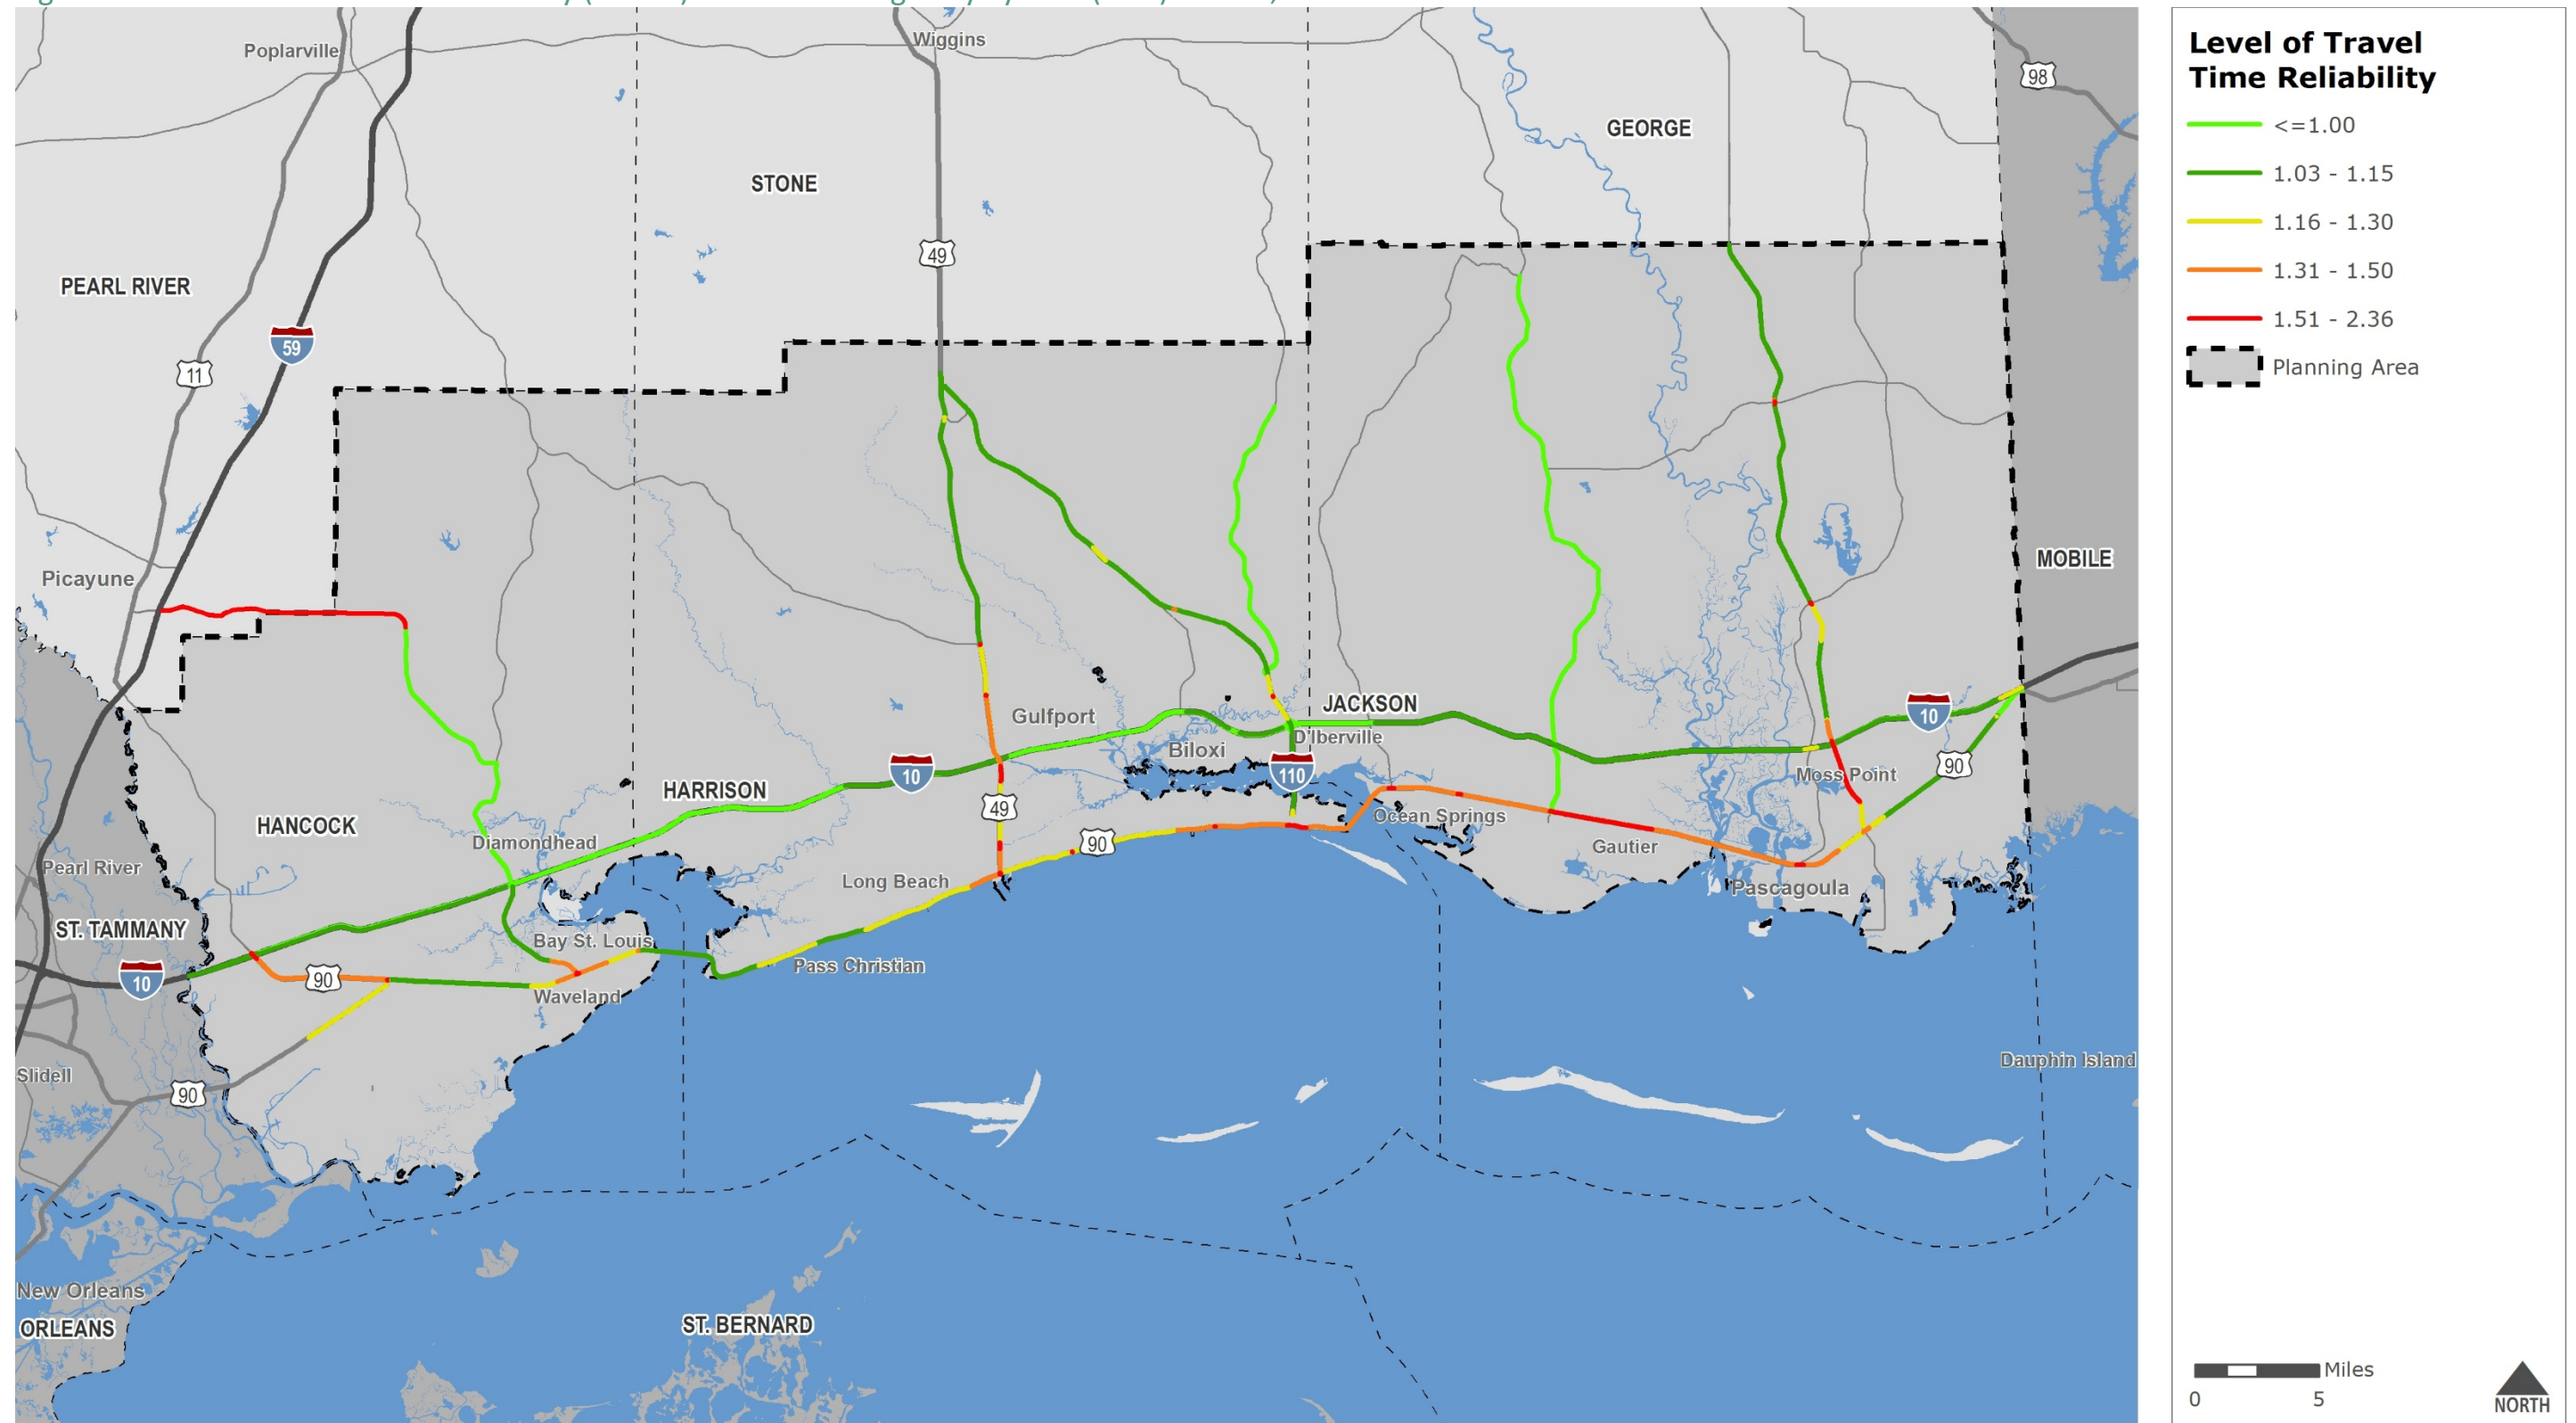 Poplarville
Wiggins
98
GEORGE
STONE
49
PEARL RIVER
59
11
Picayune
MOBILE
JACKSON
Gulfport
10
D'Iberville
Biloxi
90
10
110
Moss Point
HARRISON
49
Ocean Springs
HANCOCK
Diamondhead
90
Gautier
Pearl River
Long Beach
Pascagoula
ST. TAMMANY
Bay St. Louis
Pass Christian
10
90
Waveland
Dauphin Island
Slidell
90
New Orleans
ORLEANS
ST. BERNARD
Level of Travel
Time Reliability
<=1.00
1.03 - 1.15
1.16 - 1.30
1.31 - 1.50
1.51 - 2.36
Planning Area
Miles
0 5
NORTH